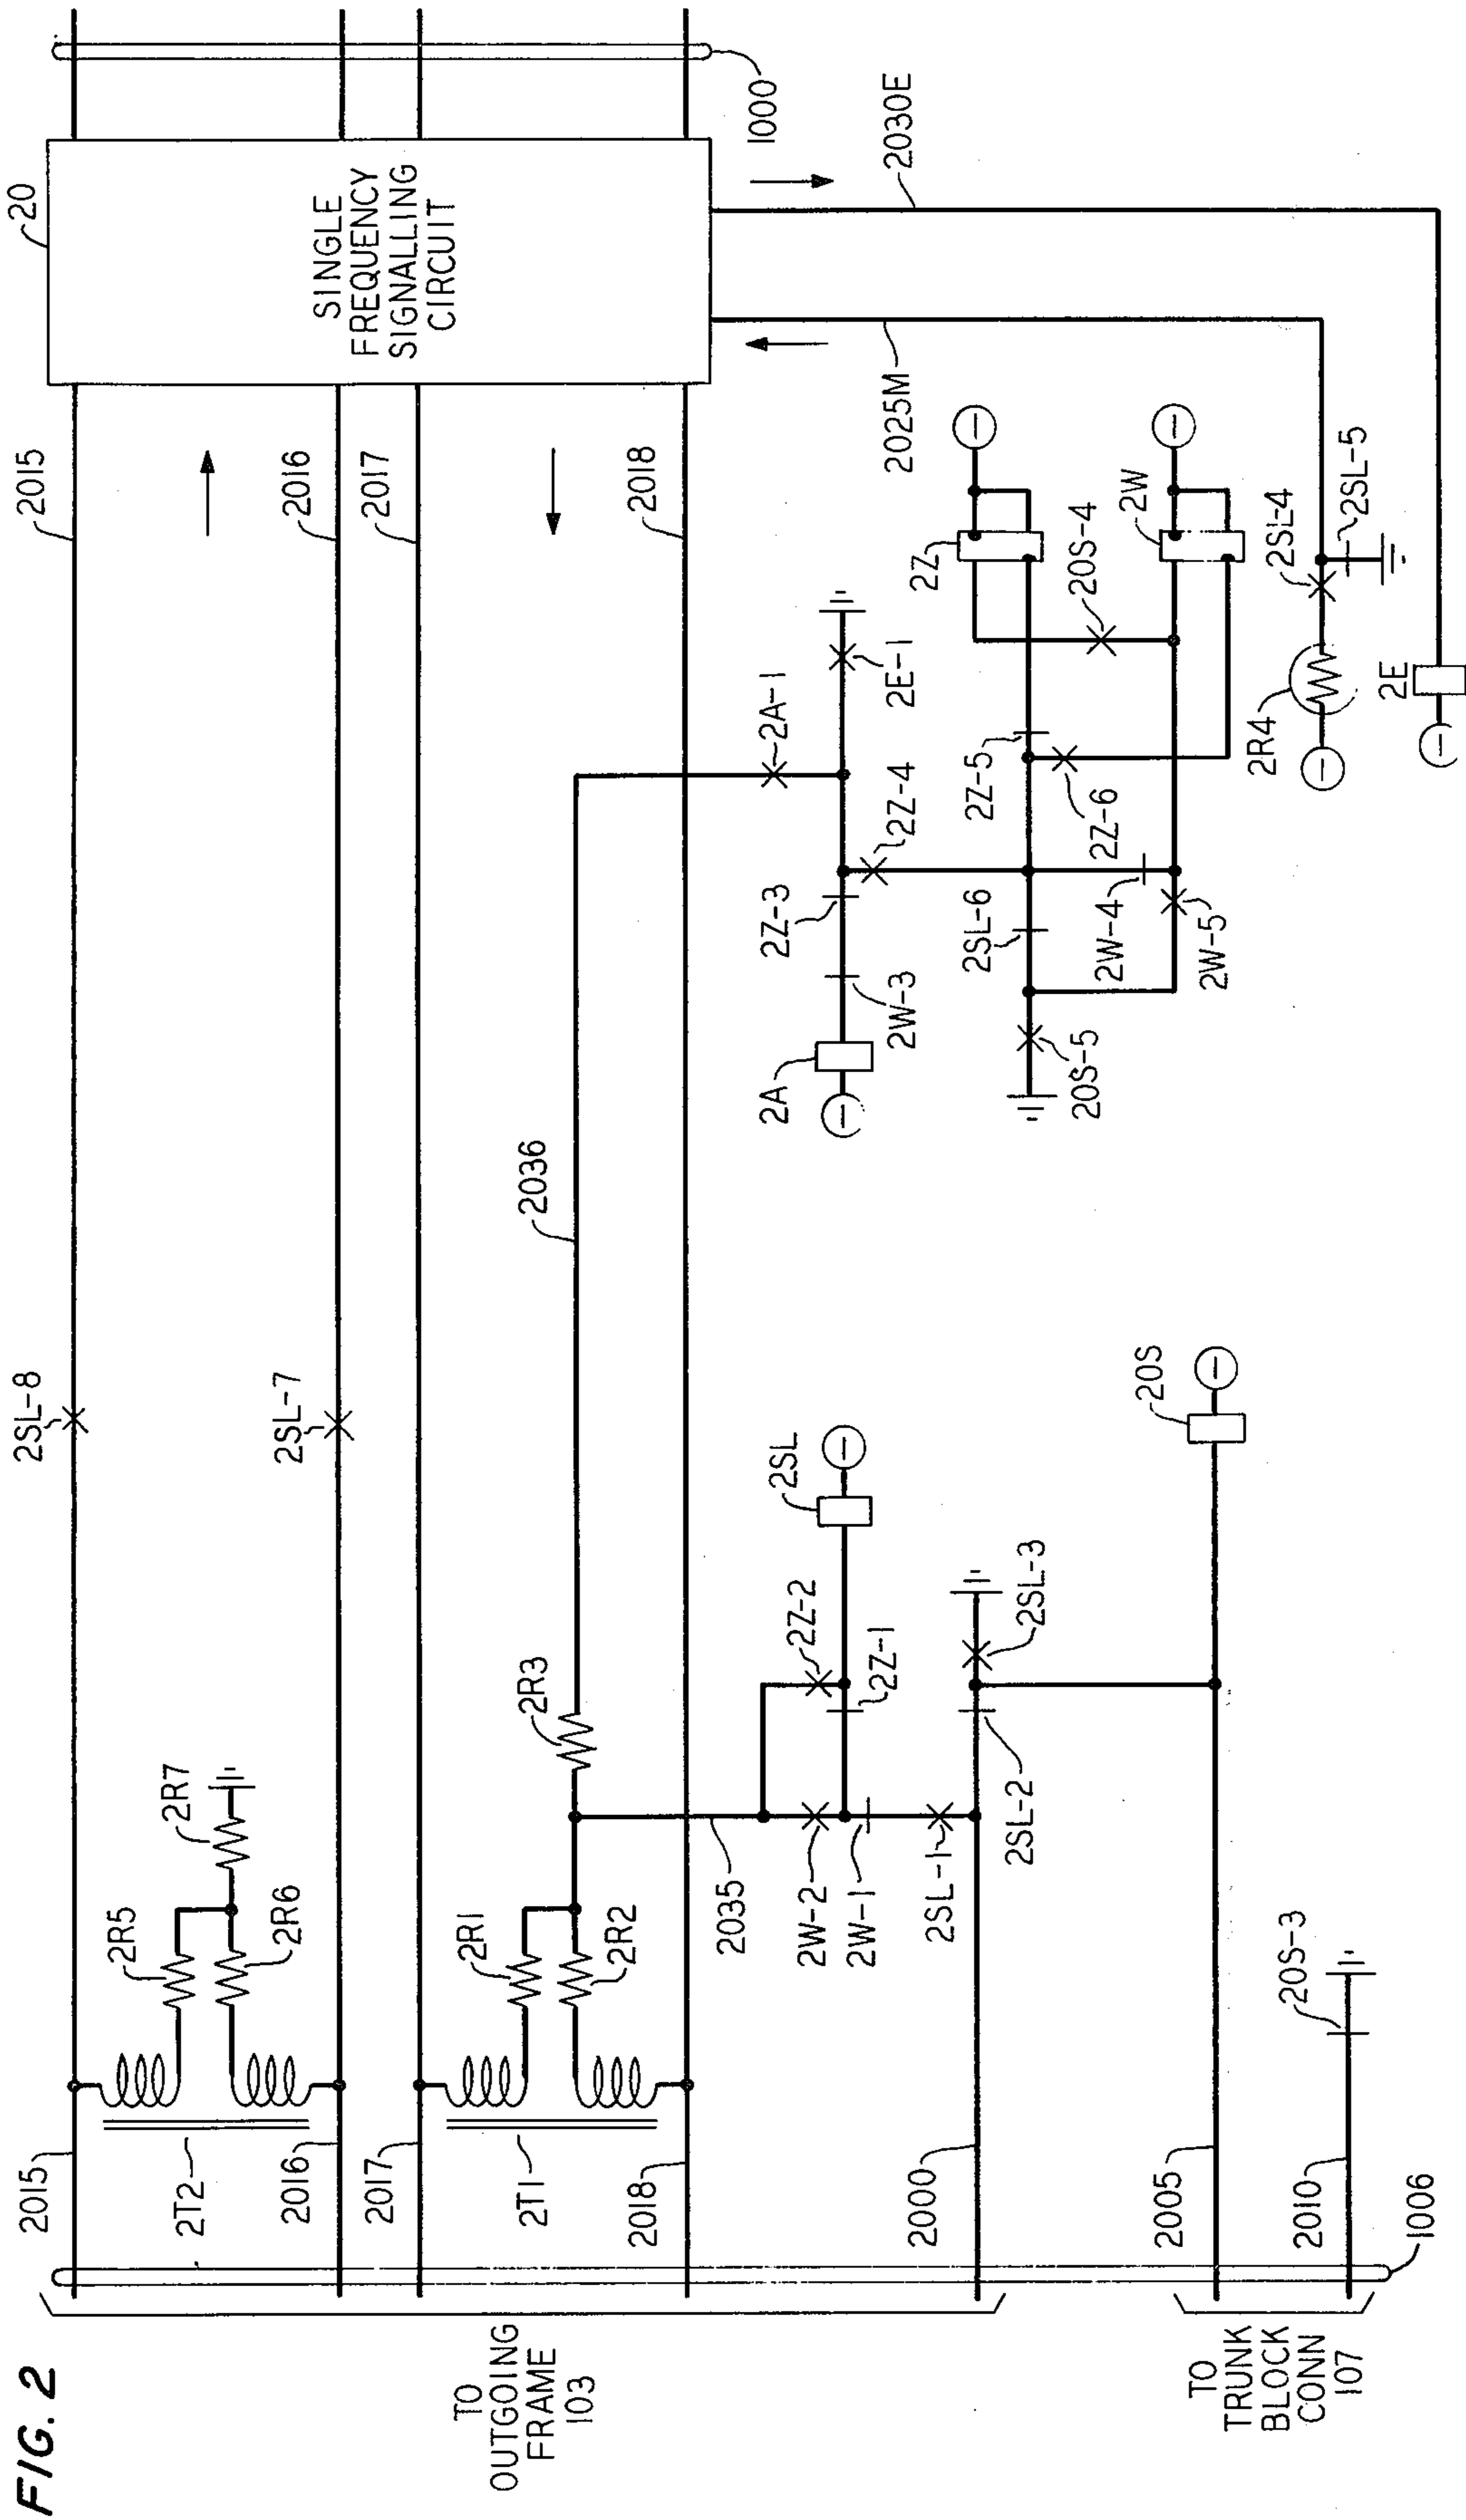 FIG. 2
2015
2SL-8
2015
20
2T2
2R5
2R7
2R6
SINGLE
FREQUENCY
SIGNALLING
CIRCUIT
2016
2SL-7
2016
2017
2017
2T1
2R1
2R2
2R3
2036
2018
2018
1000
TO
OUTGOING
FRAME
103
2035
2W-2
2W-1
2SL-1
2Z-2
2Z-1
2SL
2A
2W-3
2Z-3
2Z-4
2A-1
2E-1
2025M
2030E
2000
2SL-2
2SL-3
2SL-6
2Z-5
2Z
20S-5
2W-4
2W-5
2Z-6
20S-4
2W
2005
20S
2R4
2SL-4
2SL-5
2E
2010
20S-3
TO
TRUNK
BLOCK
CONN
107
1006